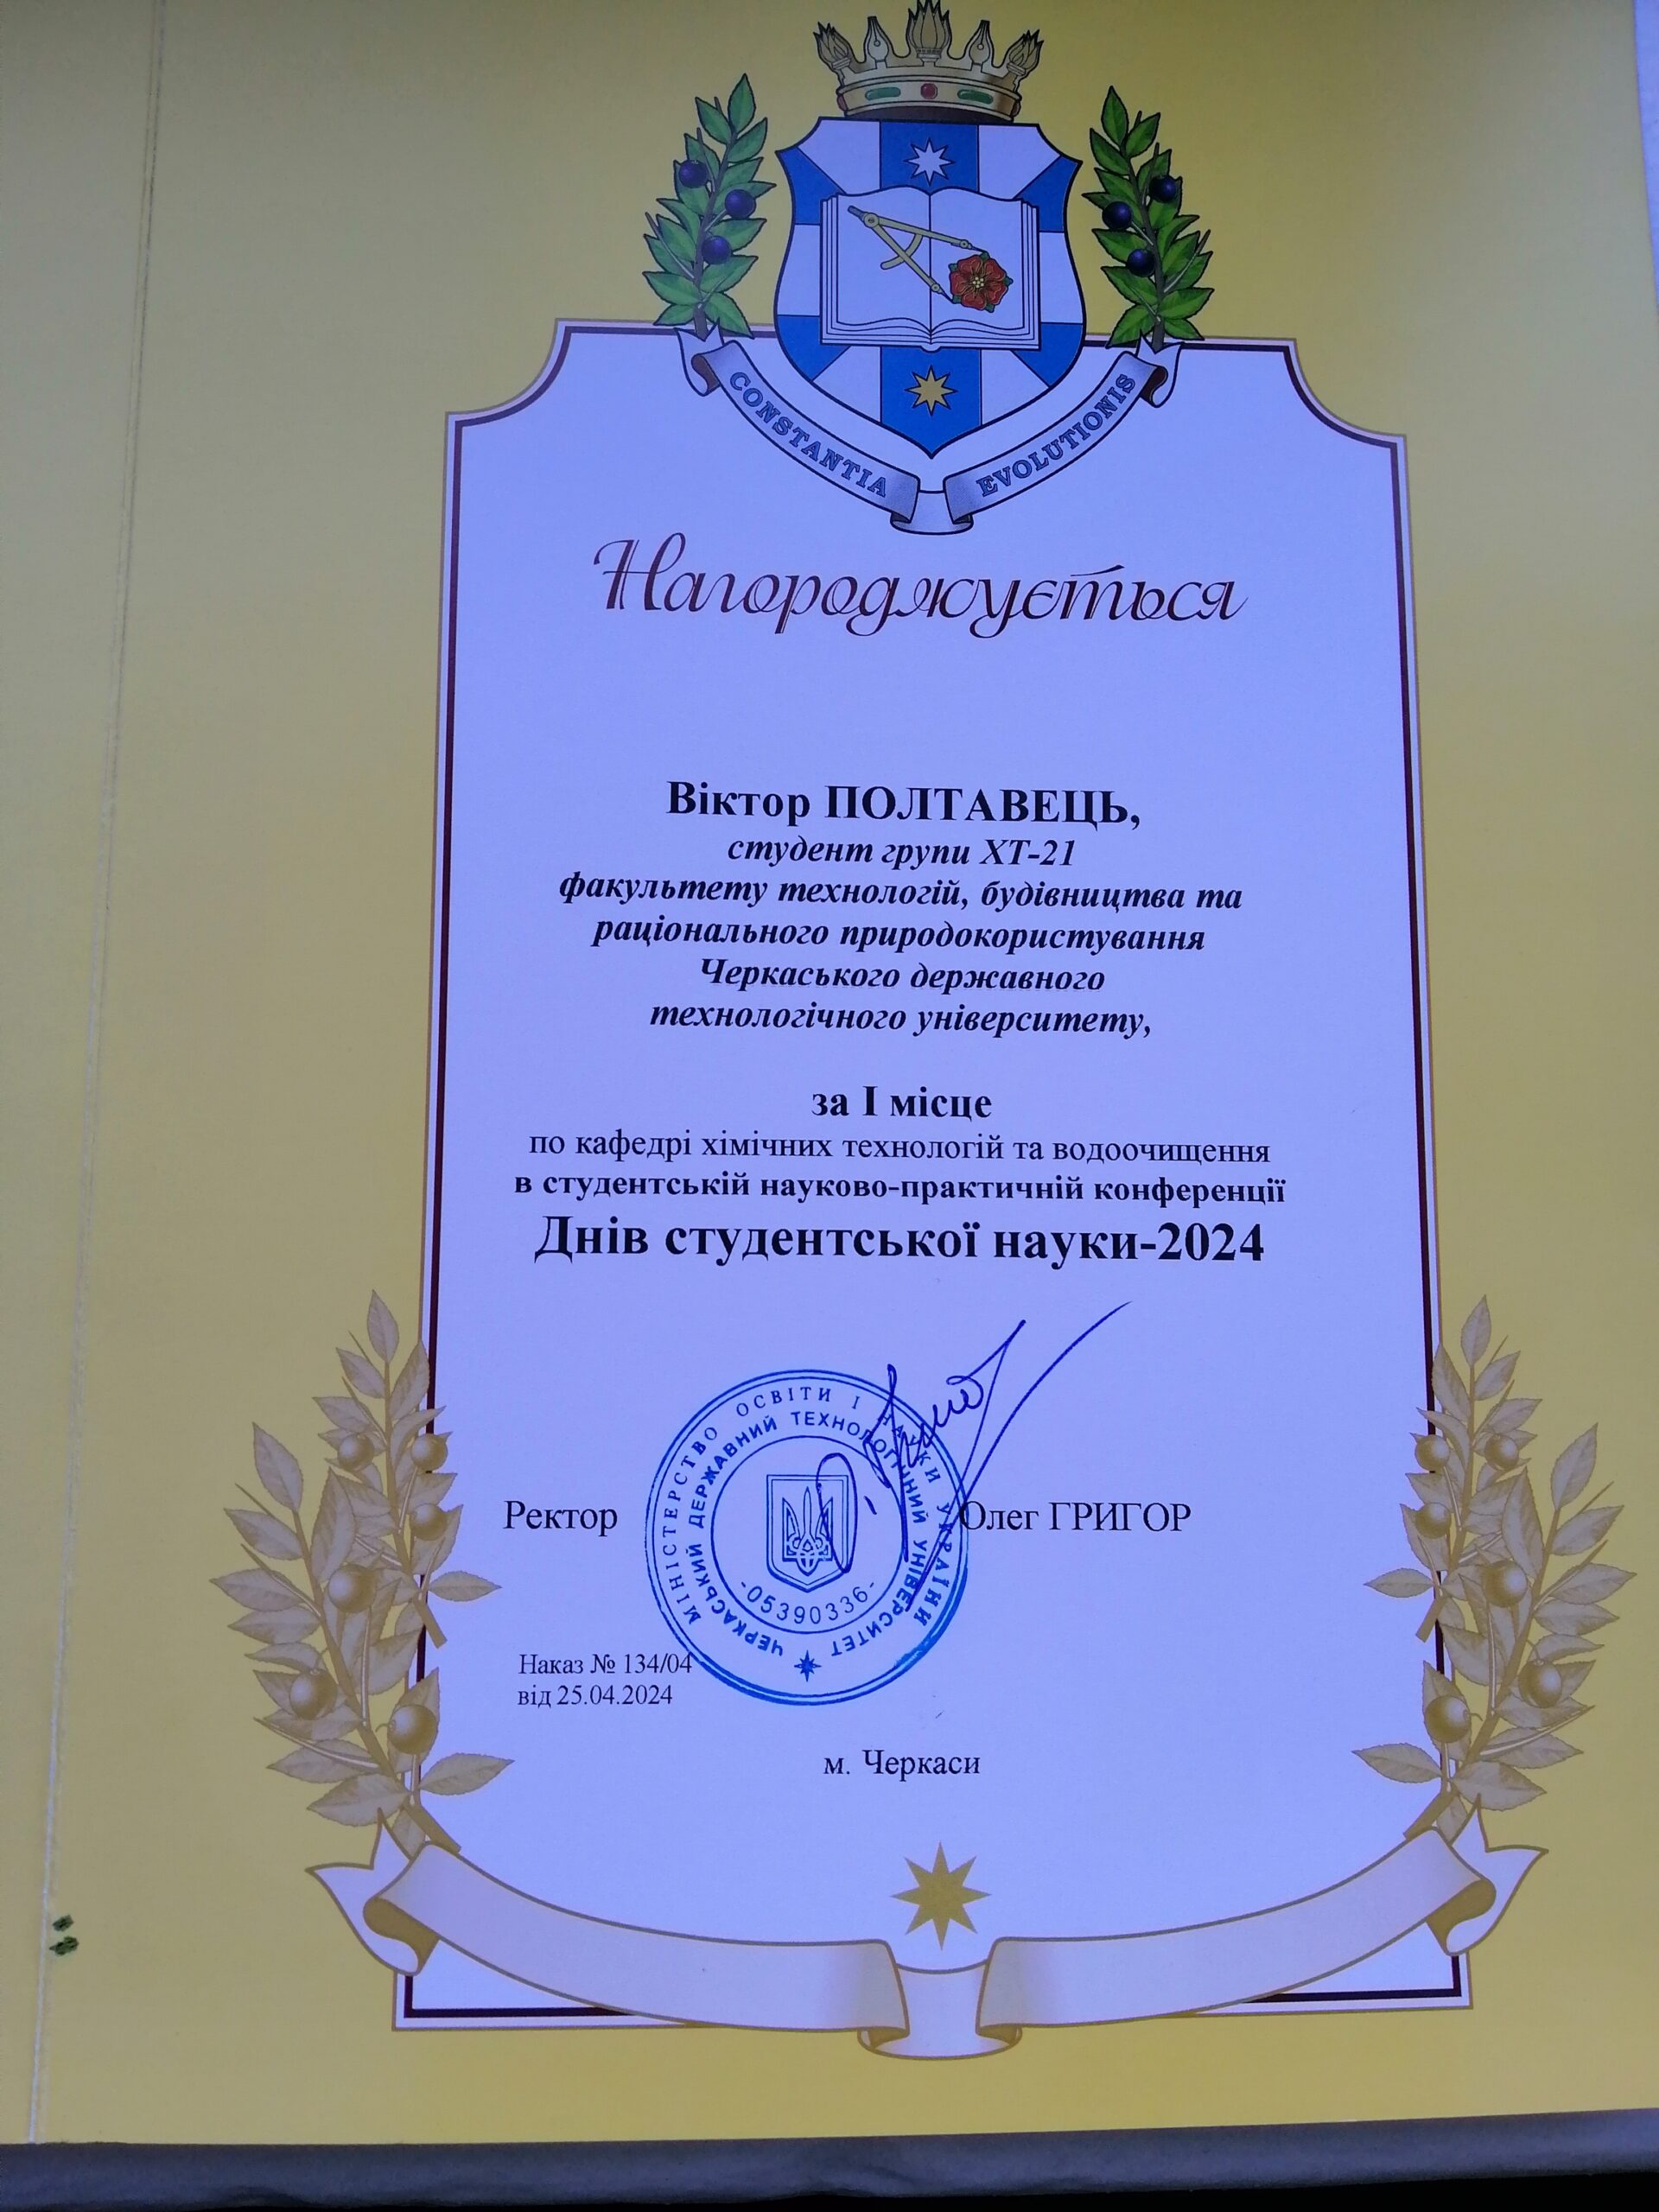 CONSTANTIA EVOLUTIONIS
Нагороджується
Віктор ПОЛТАВЕЦЬ,
студент групи ХТ-21
факультету технологій, будівництва та
раціонального природокористування
Черкаського державного
технологічного університету,
за І місце
по кафедрі хімічних технологій та водоочищення
в студентській науково-практичній конференції
Днів студентської науки-2024
Ректор
Олег ГРИГОР
МІНІСТЕРСТВО ОСВІТИ І НАУКИ УКРАЇНИ
ЧЕРКАСЬКИЙ ДЕРЖАВНИЙ ТЕХНОЛОГІЧНИЙ УНІВЕРСИТЕТ
-05390336-
Наказ № 134/04
від 25.04.2024
м. Черкаси